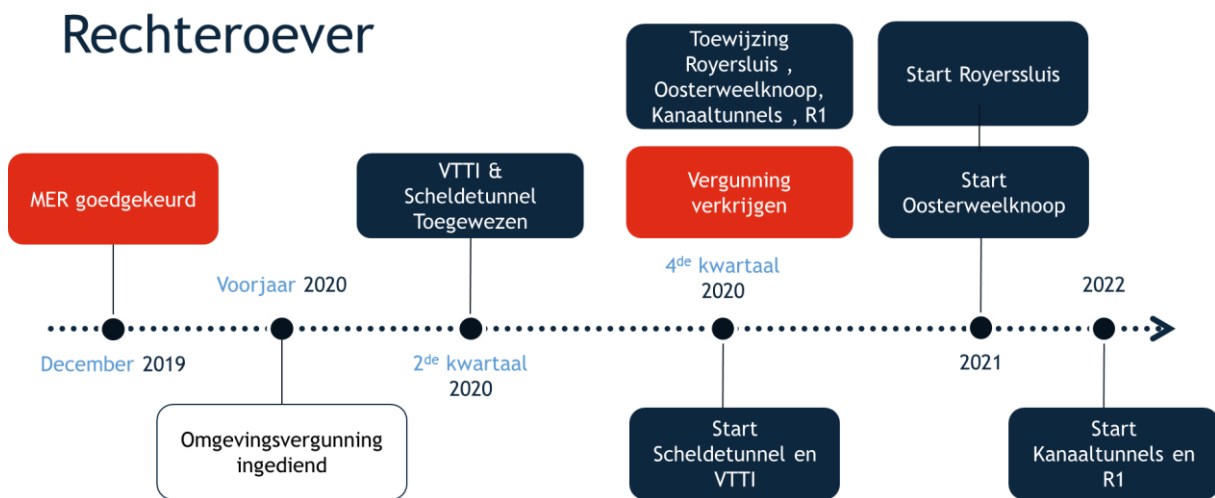 Rechteroever
Toewijzing
Royersluis ,
Oosterweelknoop,
Kanaaltunnels , R1
Start Royerssluis
MER goedgekeurd
VTTI &
Scheldetunnel
Toegewezen
Vergunning
verkrijgen
Start
Oosterweelknoop
Voorjaar 2020
4de kwartaal
2020
2022
December 2019
2de kwartaal
2020
2021
Omgevingsvergunning
ingediend
Start
Scheldetunnel en
VTTI
Start
Kanaaltunnels en
R1